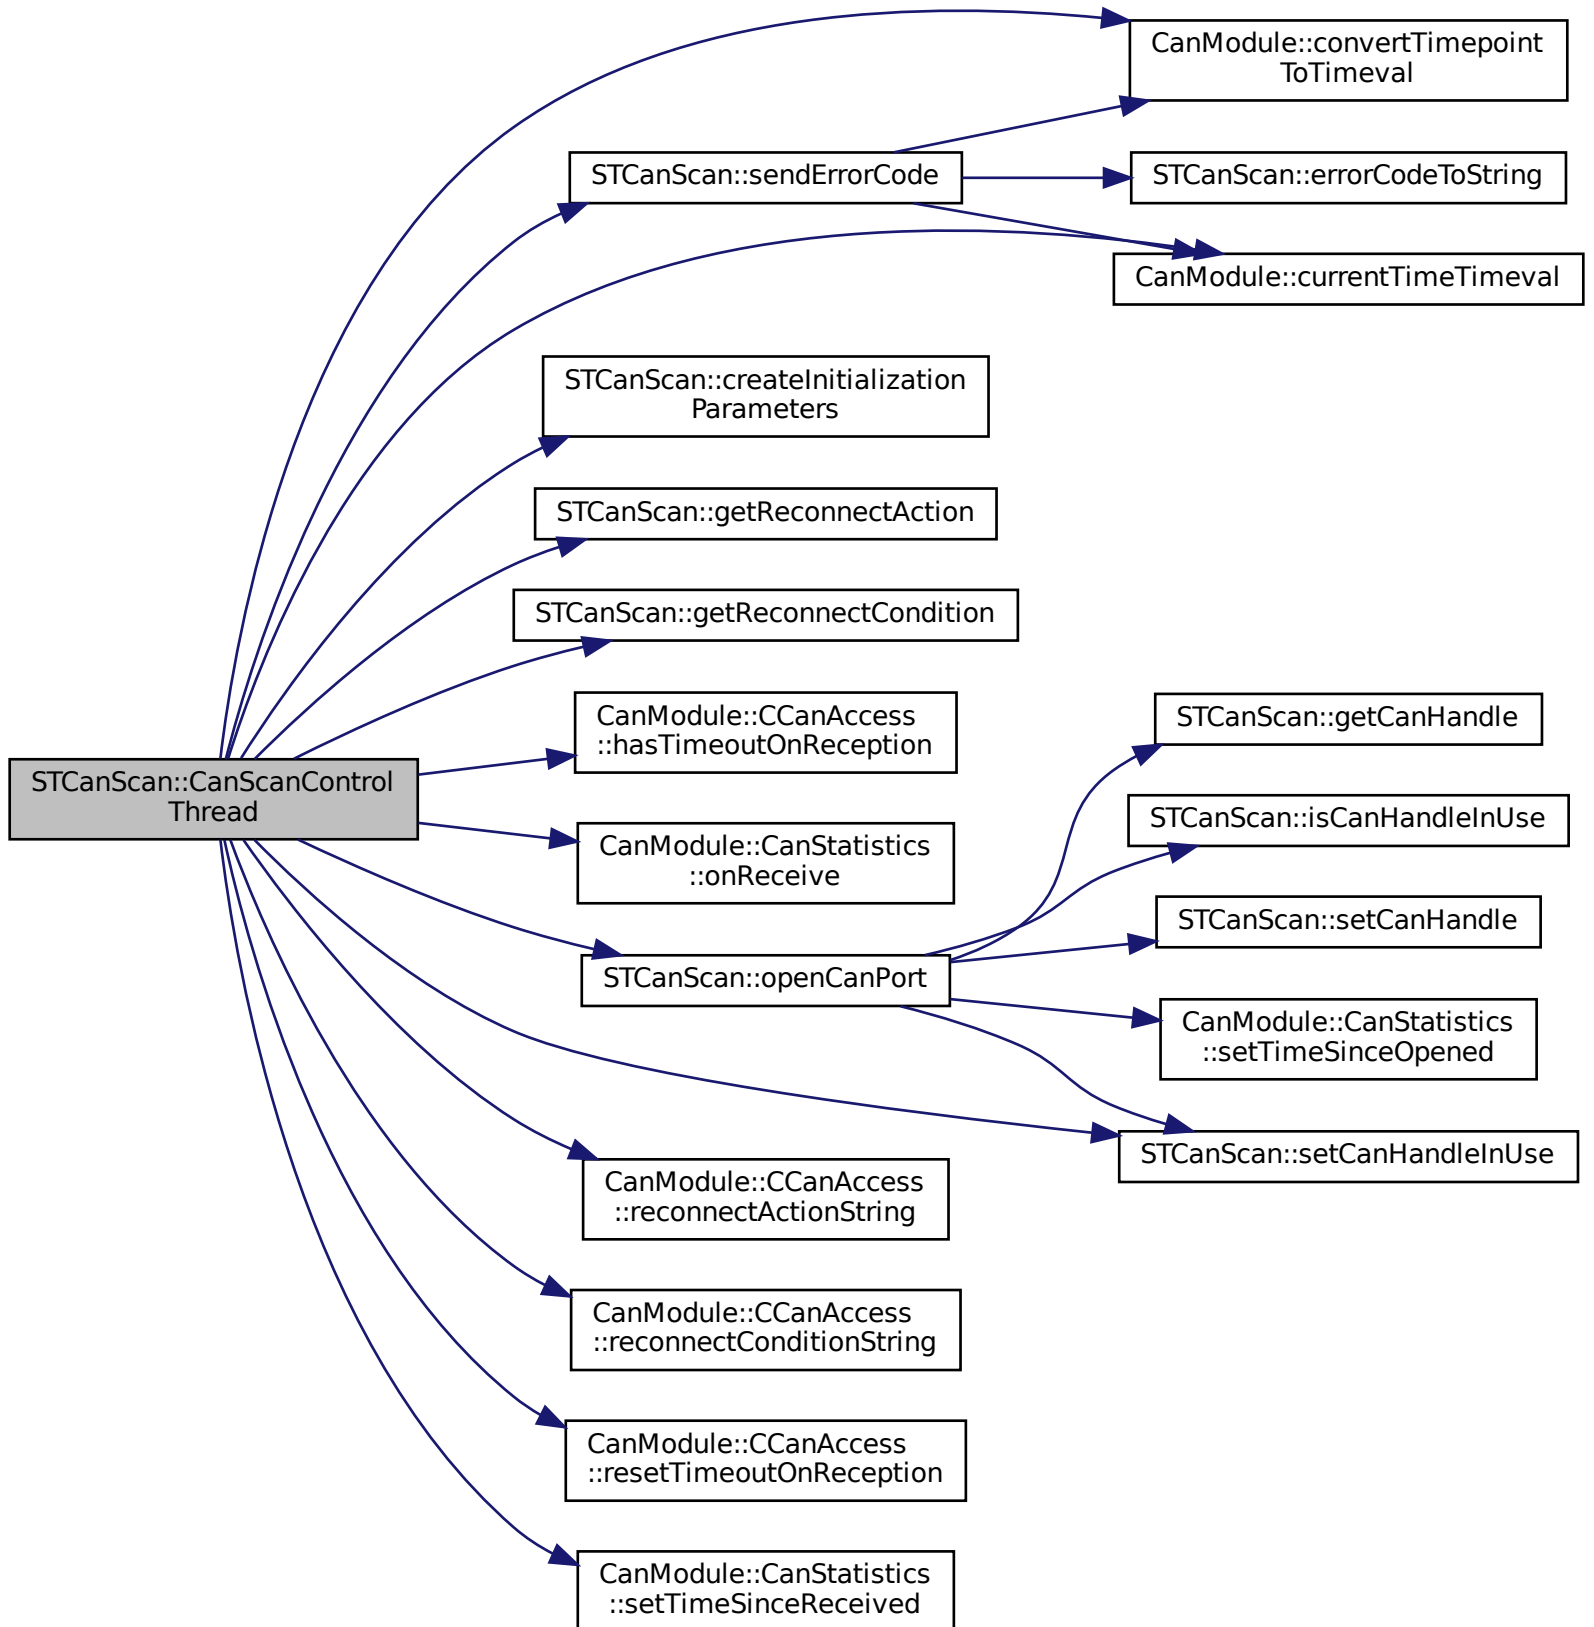 CanModule::convertTimepoint
ToTimeval
STCanScan::sendErrorCode
STCanScan::errorCodeToString
CanModule::currentTimeTimeval
STCanScan::createInitialization
Parameters
STCanScan::getReconnectAction
STCanScan::getReconnectCondition
CanModule::CCanAccess
::hasTimeoutOnReception
STCanScan::getCanHandle
STCanScan::CanScanControl
Thread
STCanScan::isCanHandleInUse
CanModule::CanStatistics
::onReceive
STCanScan::setCanHandle
STCanScan::openCanPort
CanModule::CanStatistics
::setTimeSinceOpened
STCanScan::setCanHandleInUse
CanModule::CCanAccess
::reconnectActionString
CanModule::CCanAccess
::reconnectConditionString
CanModule::CCanAccess
::resetTimeoutOnReception
CanModule::CanStatistics
::setTimeSinceReceived